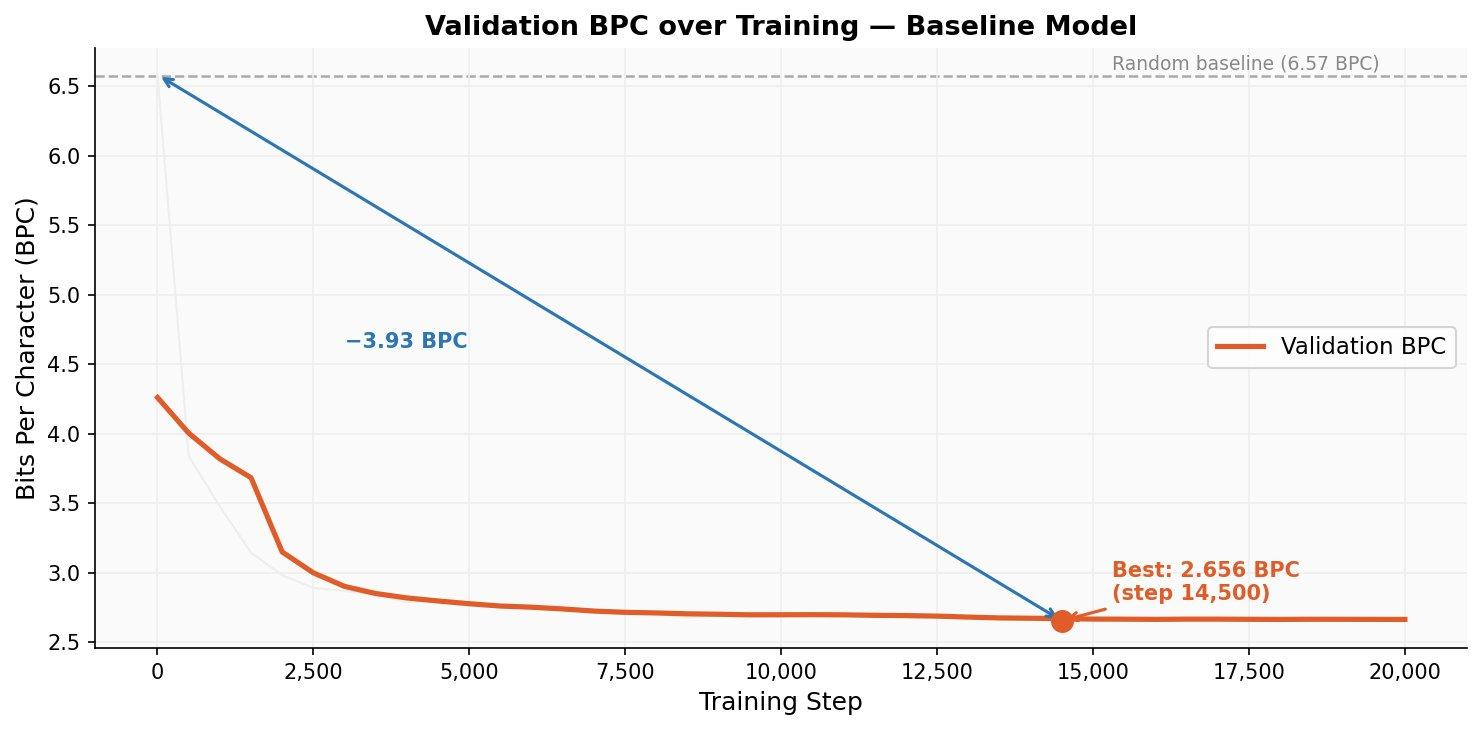 Validation BPC over Training — Baseline Model
Random baseline (6.57 BPC)
6.5
6.0
5.5
5.0
4.5
4.0
3.5
3.0
2.5
Bits Per Character (BPC)
−3.93 BPC
Validation BPC
Best: 2.656 BPC
(step 14,500)
0
2,500
5,000
7,500
10,000
12,500
15,000
17,500
20,000
Training Step